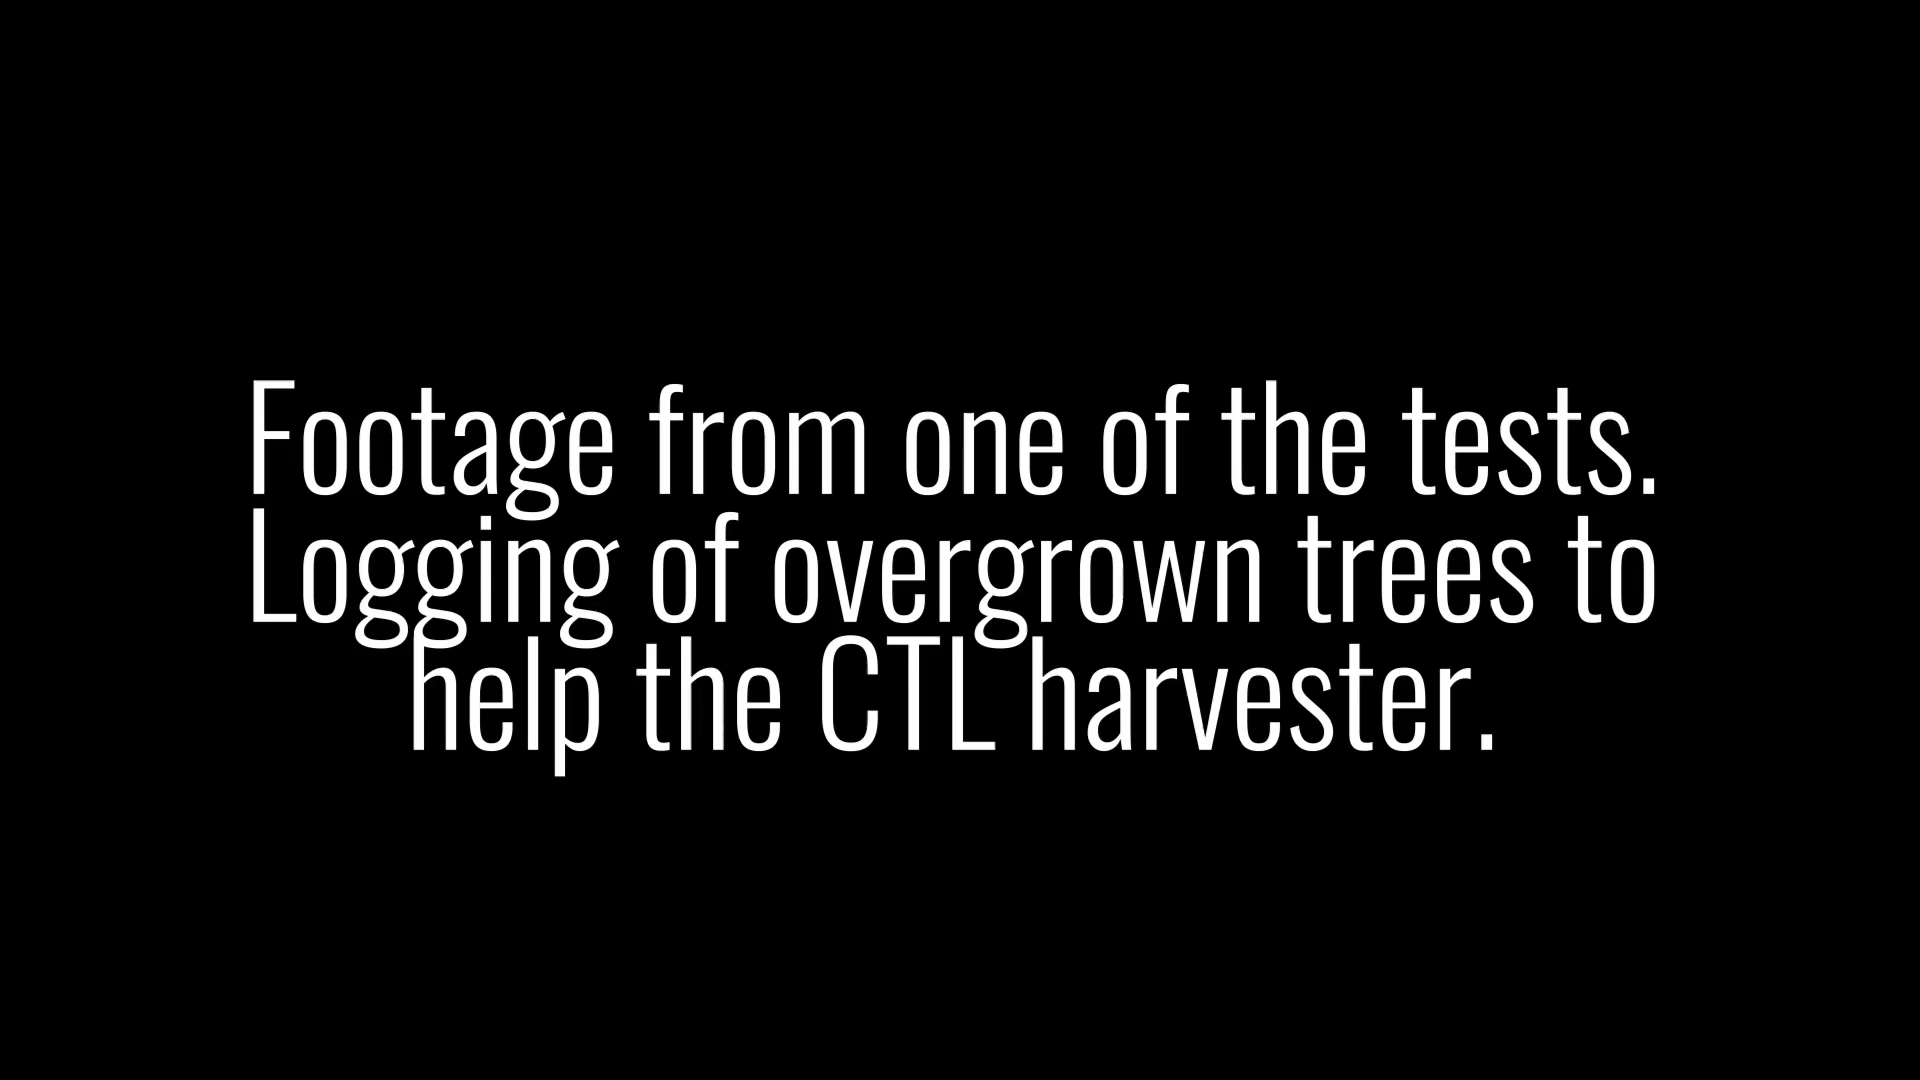 Footage from one of the tests.
Logging of overgrown trees to
help the CTL harvester.